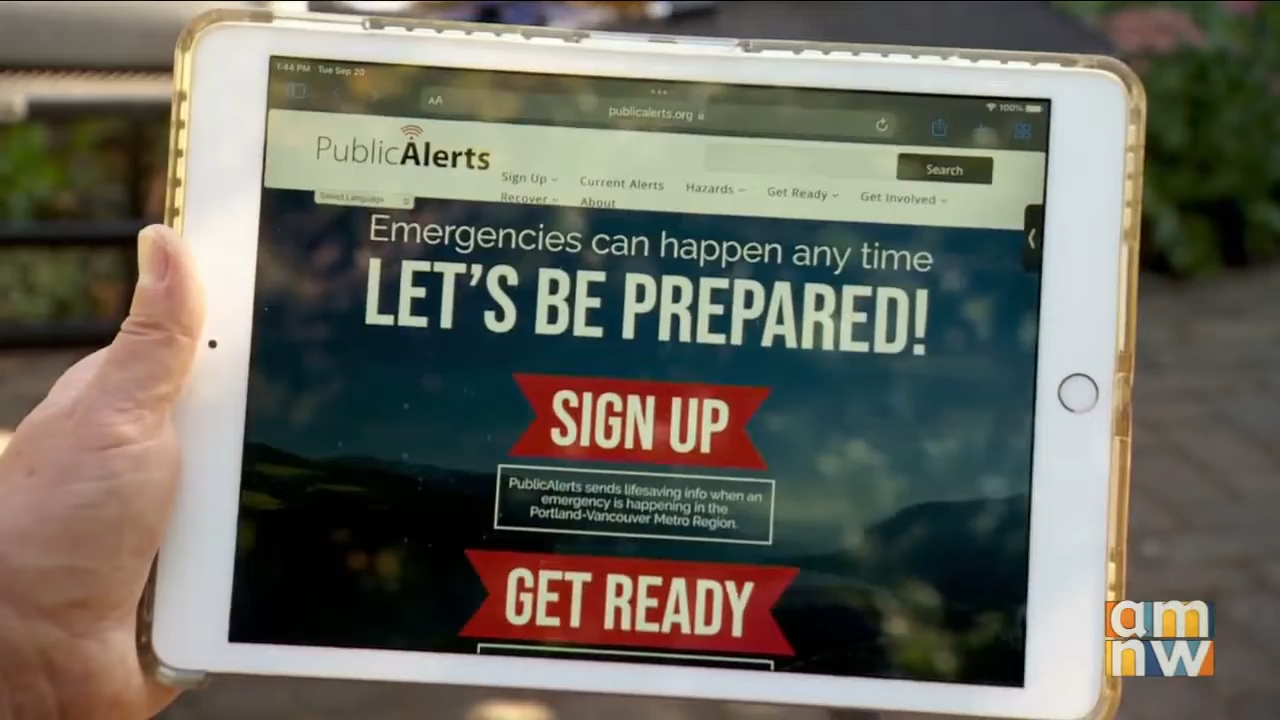 1:44 PM Tue Sep 20
100%
AA
publicalerts.org
PublicAlerts
Search
Sign Up
Current Alerts
Hazards
Get Ready
Get Involved
Recover
About
Select Language
Emergencies can happen any time
LET'S BE PREPARED!
SIGN UP
PublicAlerts sends lifesaving info when an
emergency is happening in the
Portland-Vancouver Metro Region.
GET READY
am
nw